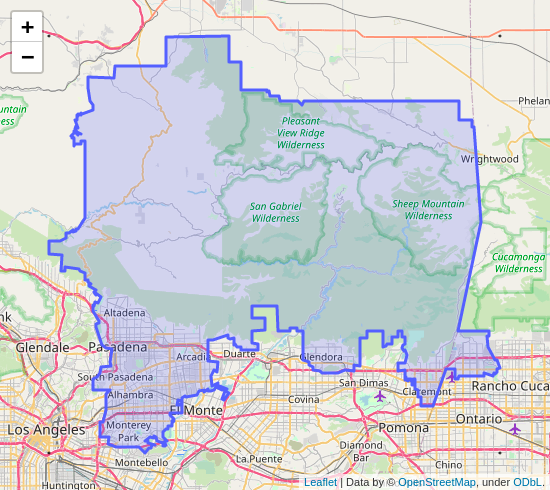 +
−
Phelan
Pleasant
View Ridge
Wilderness
Wrightwood
San Gabriel
Wilderness
Sheep Mountain
Wilderness
Cucamonga
Wilderness
Altadena
Glendale
Pasadena
Arcadia
Duarte
Glendora
South Pasadena
San Dimas
Claremont
Rancho Cuca
Alhambra
El Monte
Covina
Los Angeles
Monterey
Park
Pomona
Ontario
Montebello
La Puente
Diamond
Bar
Chino
Huntington
Leaflet | Data by © OpenStreetMap, under ODbL.